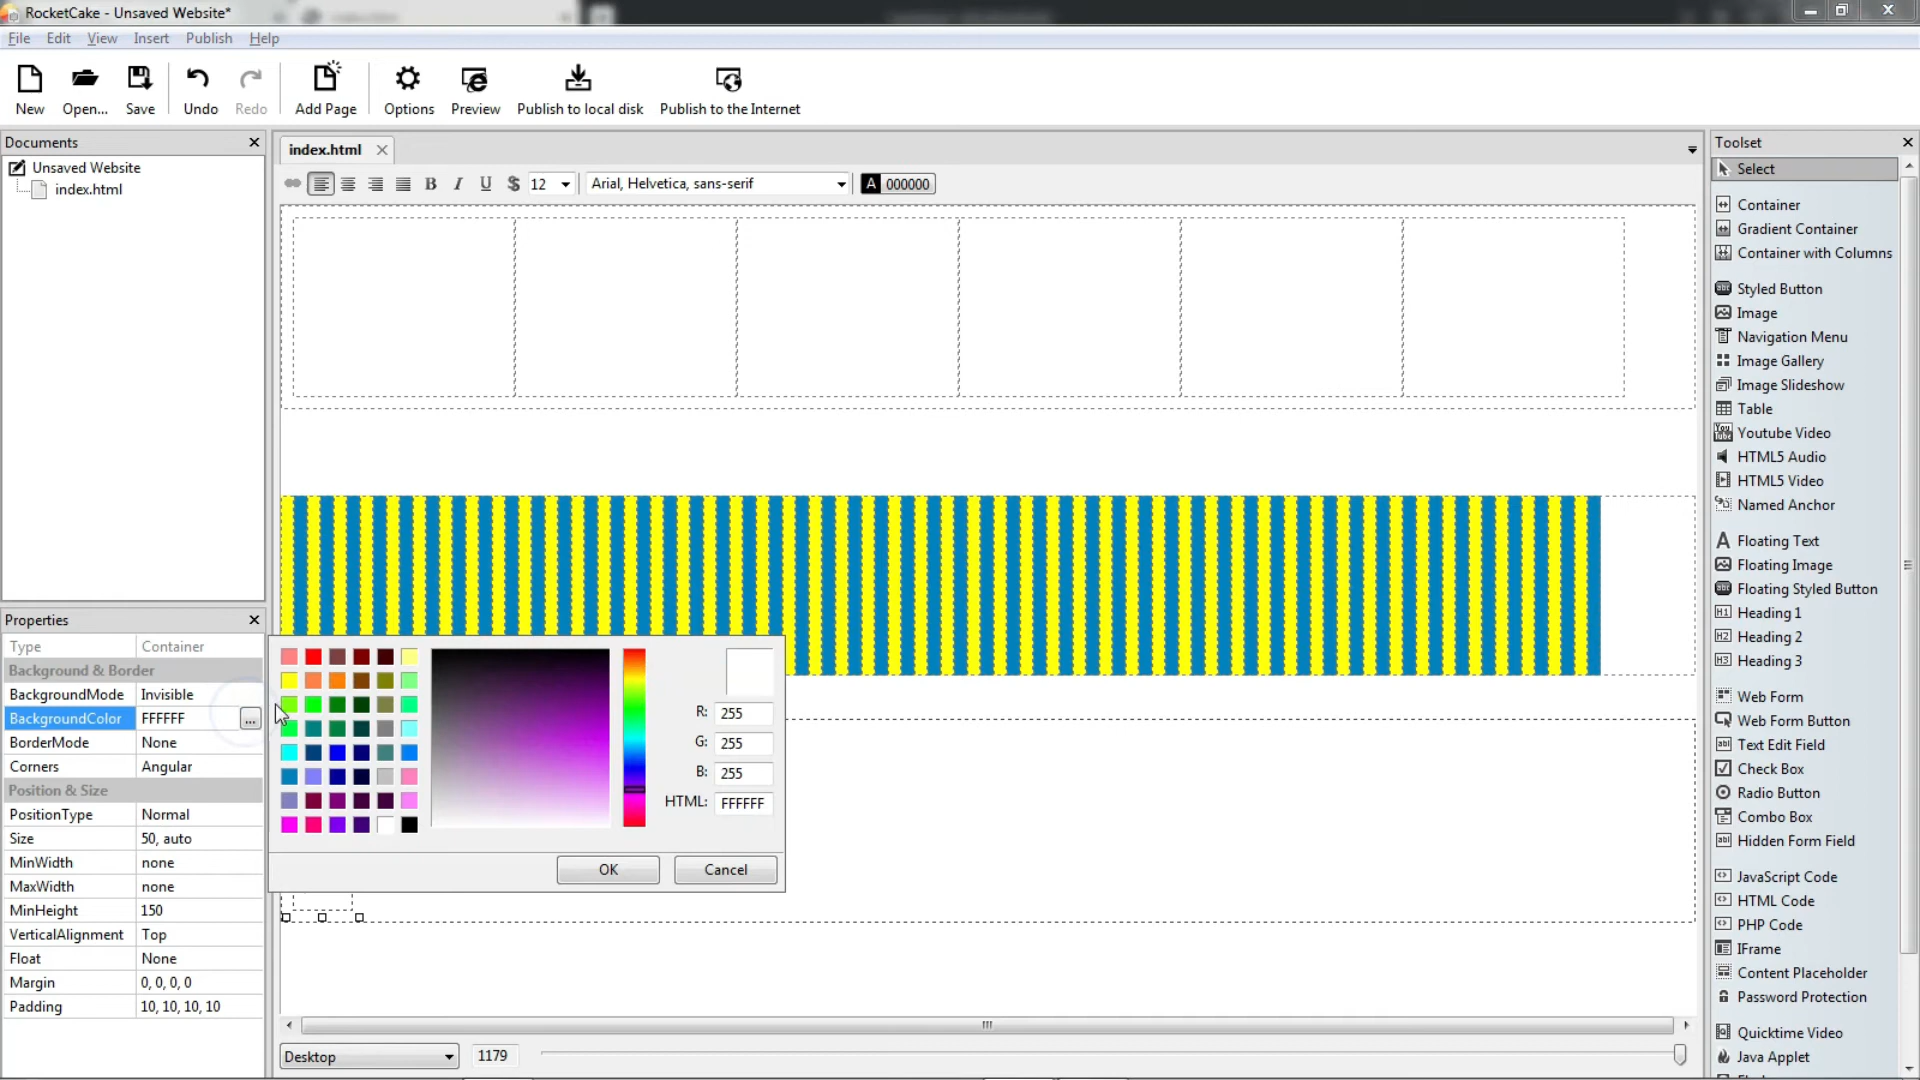 RocketCake - Unsaved Website*
File Edit View Insert Publish Help
New Open... Save Undo Redo Add Page Options Preview Publish to local disk Publish to the Internet
Documents
Unsaved Website
index.html
index.html
12 Arial, Helvetica, sans-serif A 000000
Toolset
Select
Container
Gradient Container
Container with Columns
Styled Button
Image
Navigation Menu
Image Gallery
Image Slideshow
Table
Youtube Video
HTML5 Audio
HTML5 Video
Named Anchor
Floating Text
Floating Image
Floating Styled Button
Heading 1
Heading 2
Heading 3
Web Form
Web Form Button
Text Edit Field
Check Box
Radio Button
Combo Box
Hidden Form Field
JavaScript Code
HTML Code
PHP Code
IFrame
Content Placeholder
Password Protection
Quicktime Video
Java Applet
Properties
Type Container
Background & Border
BackgroundMode Invisible
BackgroundColor FFFFFF ...
BorderMode None
Corners Angular
Position & Size
PositionType Normal
Size 50, auto
MinWidth none
MaxWidth none
MinHeight 150
VerticalAlignment Top
Float None
Margin 0, 0, 0, 0
Padding 10, 10, 10, 10
R: 255
G: 255
B: 255
HTML: FFFFFF
OK Cancel
Desktop 1179